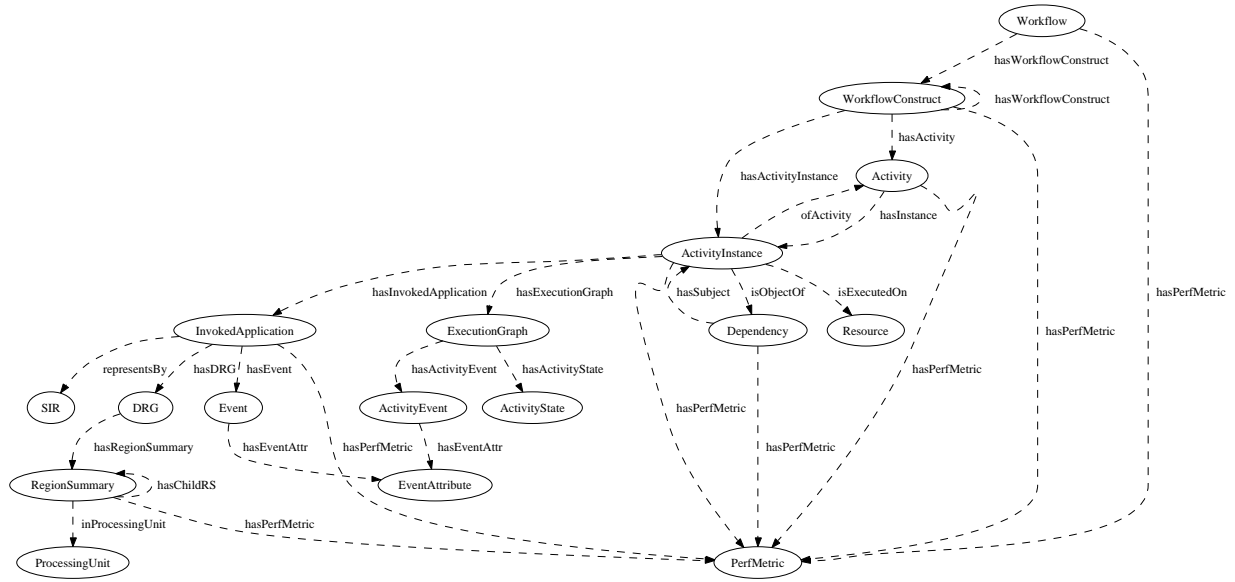 Workflow
hasWorkflowConstruct
WorkflowConstruct
hasWorkflowConstruct
hasActivity
hasActivityInstance
Activity
ofActivity
hasInstance
ActivityInstance
hasInvokedApplication
hasExecutionGraph
hasSubject
isObjectOf
isExecutedOn
hasPerfMetric
InvokedApplication
ExecutionGraph
Dependency
Resource
hasPerfMetric
representsBy
hasDRG
hasEvent
hasActivityEvent
hasActivityState
hasPerfMetric
SIR
DRG
Event
ActivityEvent
ActivityState
hasPerfMetric
hasRegionSummary
hasEventAttr
hasPerfMetric
hasEventAttr
hasPerfMetric
RegionSummary
hasChildRS
EventAttribute
inProcessingUnit
hasPerfMetric
ProcessingUnit
PerfMetric